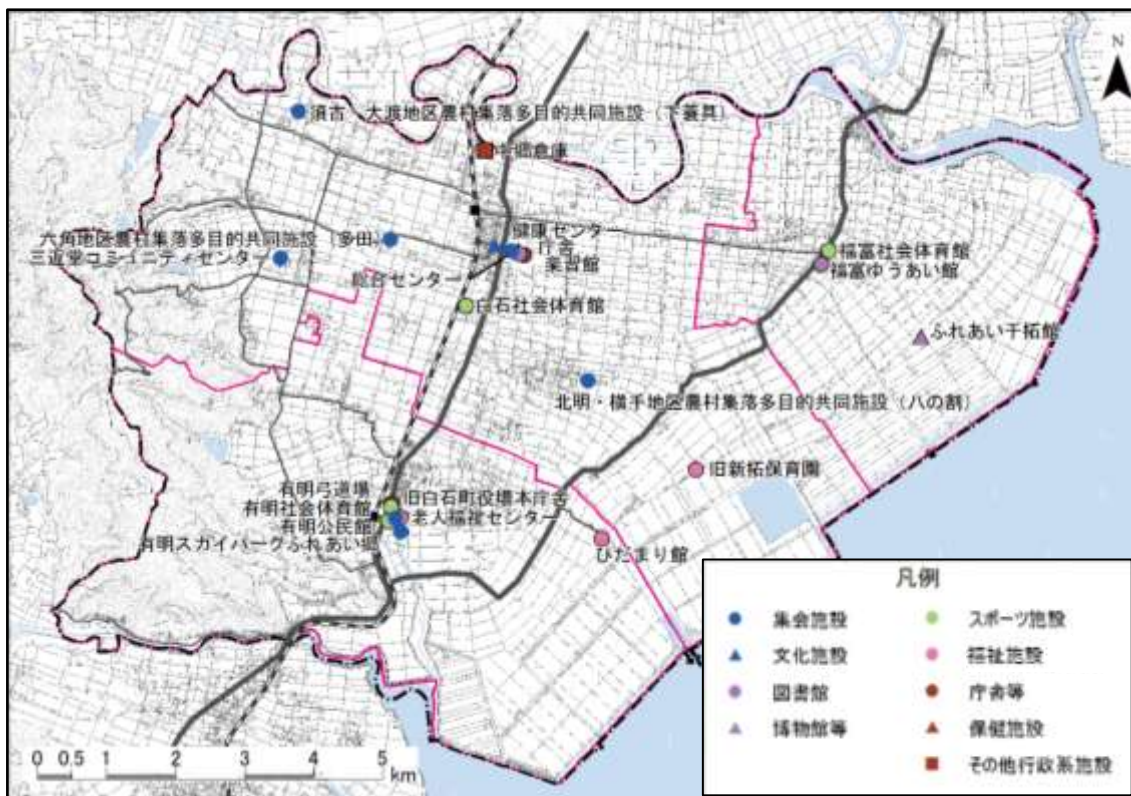 N
須古・大渡地区農村集落多目的共同施設（下蓑具）
中郷倉庫
六角地区農村集落多目的共同施設（多田）
三近堂コミュニティセンター
健康センター
庁舎
楽習館
総合センター
白石社会体育館
福富社会体育館
福富ゆうあい館
ふれあい干拓館
北明・横手地区農村集落多目的共同施設（八の割）
旧新拓保育園
有明弓道場
有明社会体育館
有明公民館
有明スカイパークふれあい郷
旧白石町役場本庁舎
老人福祉センター
ひだまり館
凡例
集会施設
スポーツ施設
文化施設
福祉施設
図書館
庁舎等
博物館等
保健施設
その他行政系施設
0 0.5 1 2 3 4 5
km